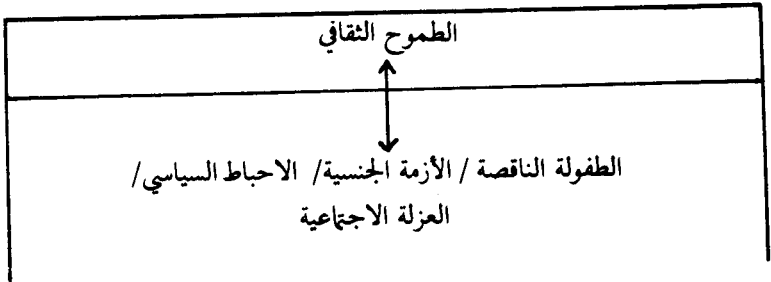 الطموح الثقافي
الطفولة الناقصة / الأزمة الجنسية / الاحباط السياسي /
العزلة الاجتماعية